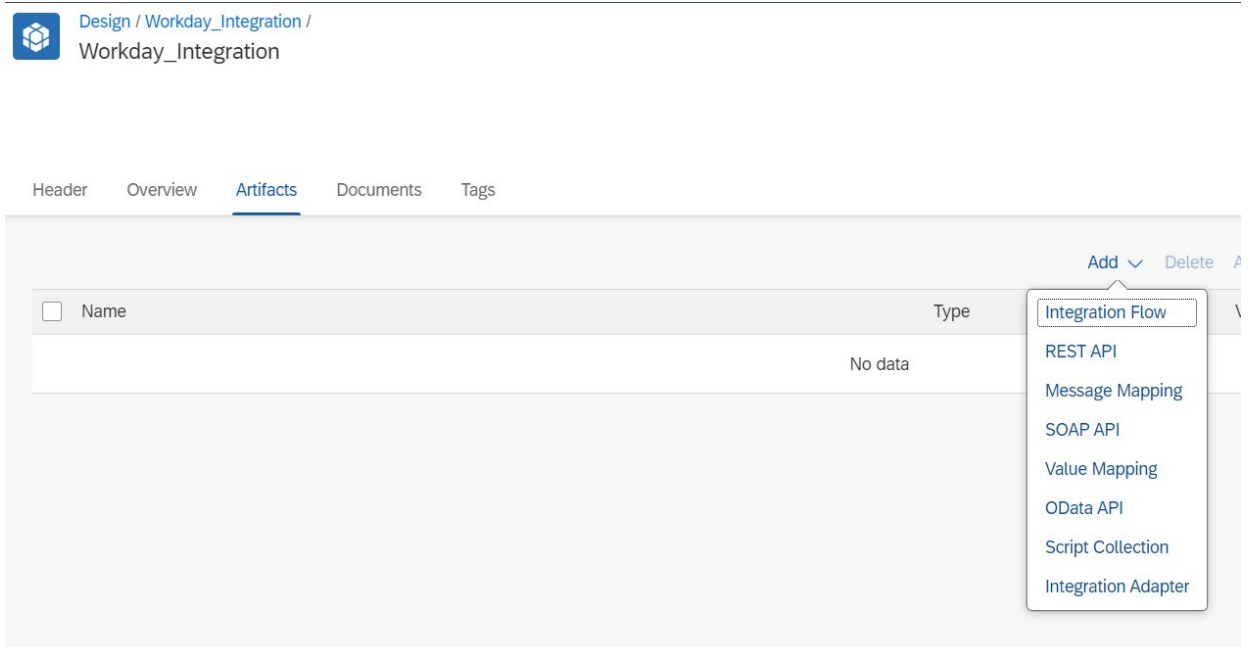 Design / Workday_Integration /
Workday_Integration
Header Overview Artifacts Documents Tags
Add Delete
Name Type
No data
Integration Flow
REST API
Message Mapping
SOAP API
Value Mapping
OData API
Script Collection
Integration Adapter